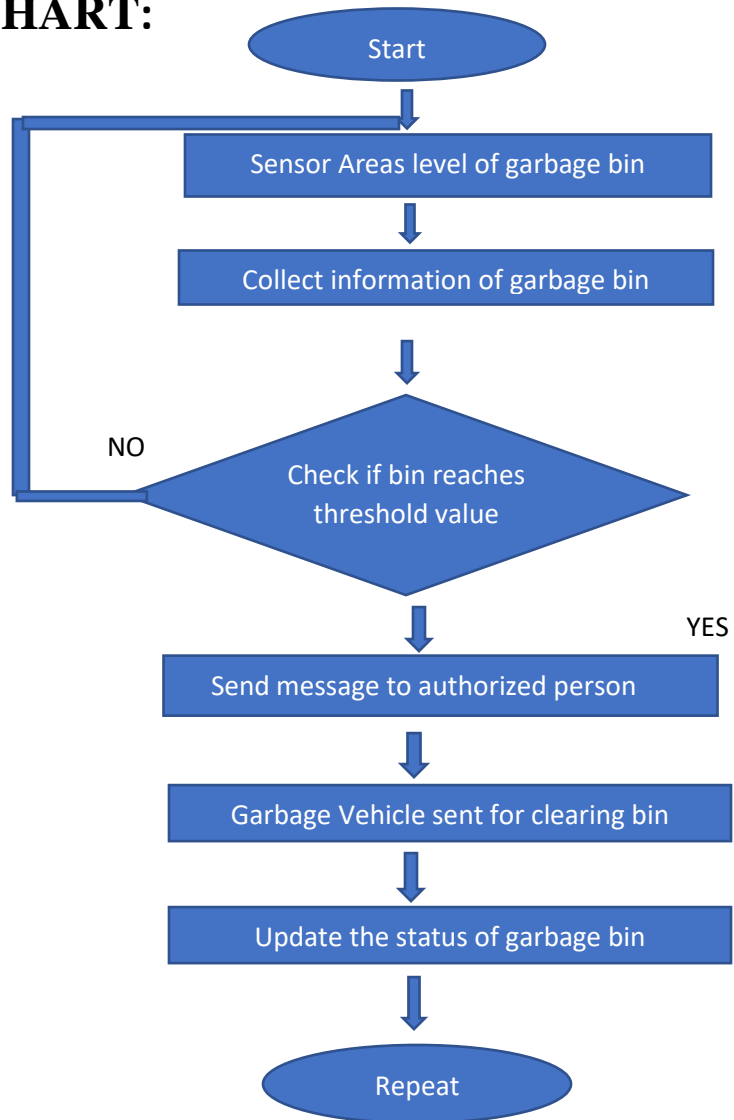 HART:
Start
Sensor Areas level of garbage bin
Collect information of garbage bin
NO
Check if bin reaches
threshold value
YES
Send message to authorized person
Garbage Vehicle sent for clearing bin
Update the status of garbage bin
Repeat